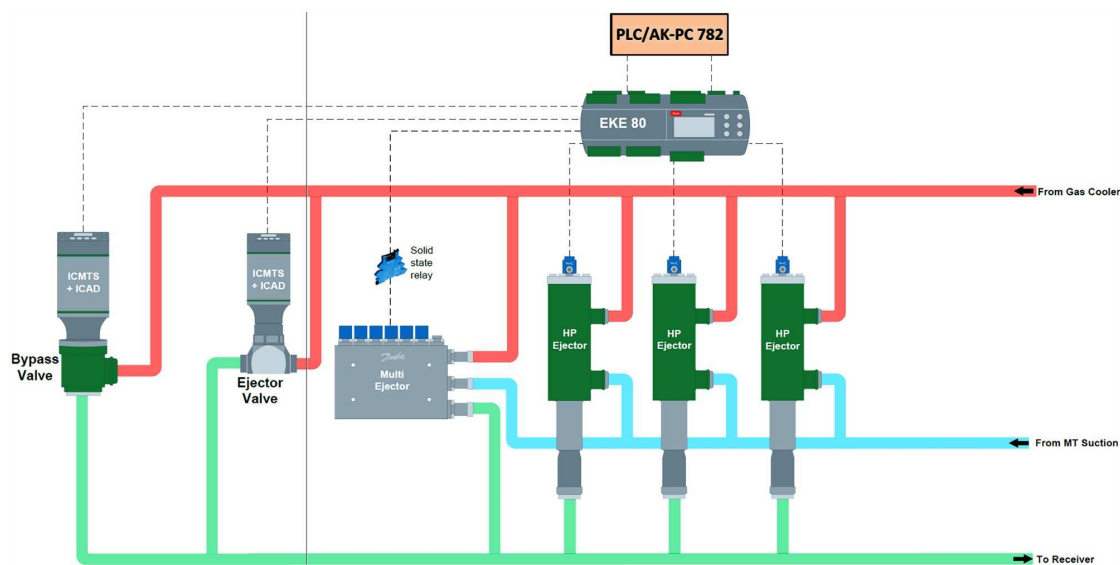 PLC/AK-PC 782
EKE 80
From Gas Cooler
ICMTS
+ ICAD
ICMTS
+ ICAD
Solid
state
relay
Bypass
Valve
Ejector
Valve
Danfoss
Multi
Ejector
HP
Ejector
HP
Ejector
HP
Ejector
From MT Suction
To Receiver